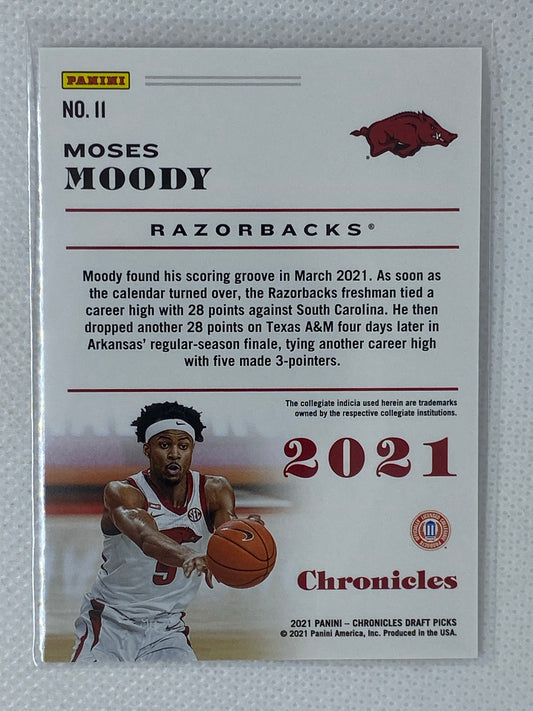 PANINI
NO. 11
MOSES
MOODY
RAZORBACKS®
Moody found his scoring groove in March 2021. As soon as
the calendar turned over, the Razorbacks freshman tied a
career high with 28 points against South Carolina. He then
dropped another 28 points on Texas A&M four days later in
Arkansas’ regular-season finale, tying another career high
with five made 3-pointers.
The collegiate indicia used herein are trademarks
owned by the respective collegiate institutions.
2021
5
Chronicles
2021 PANINI – CHRONICLES DRAFT PICKS
© 2021 Panini America, Inc. Produced in the USA.